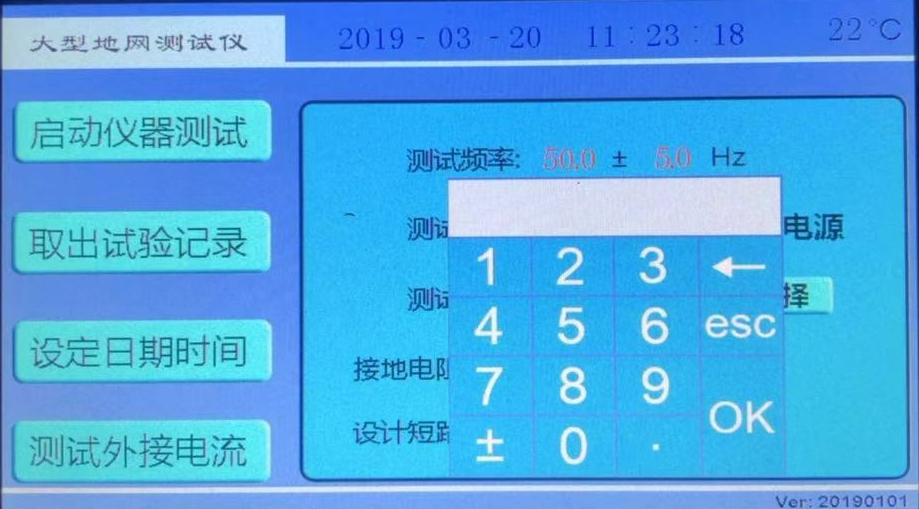 大型地网测试仪 2019 - 03 - 20 11 : 23 : 18 22℃
启动仪器测试
测试频率: 50.0 ± 5.0 Hz
取出试验记录
测试
电源
1 2 3 ←
测试
择
4 5 6 esc
设定日期时间
接地电阻
7 8 9
OK
测试外接电流
设计短路
± 0 .
Ver: 20190101